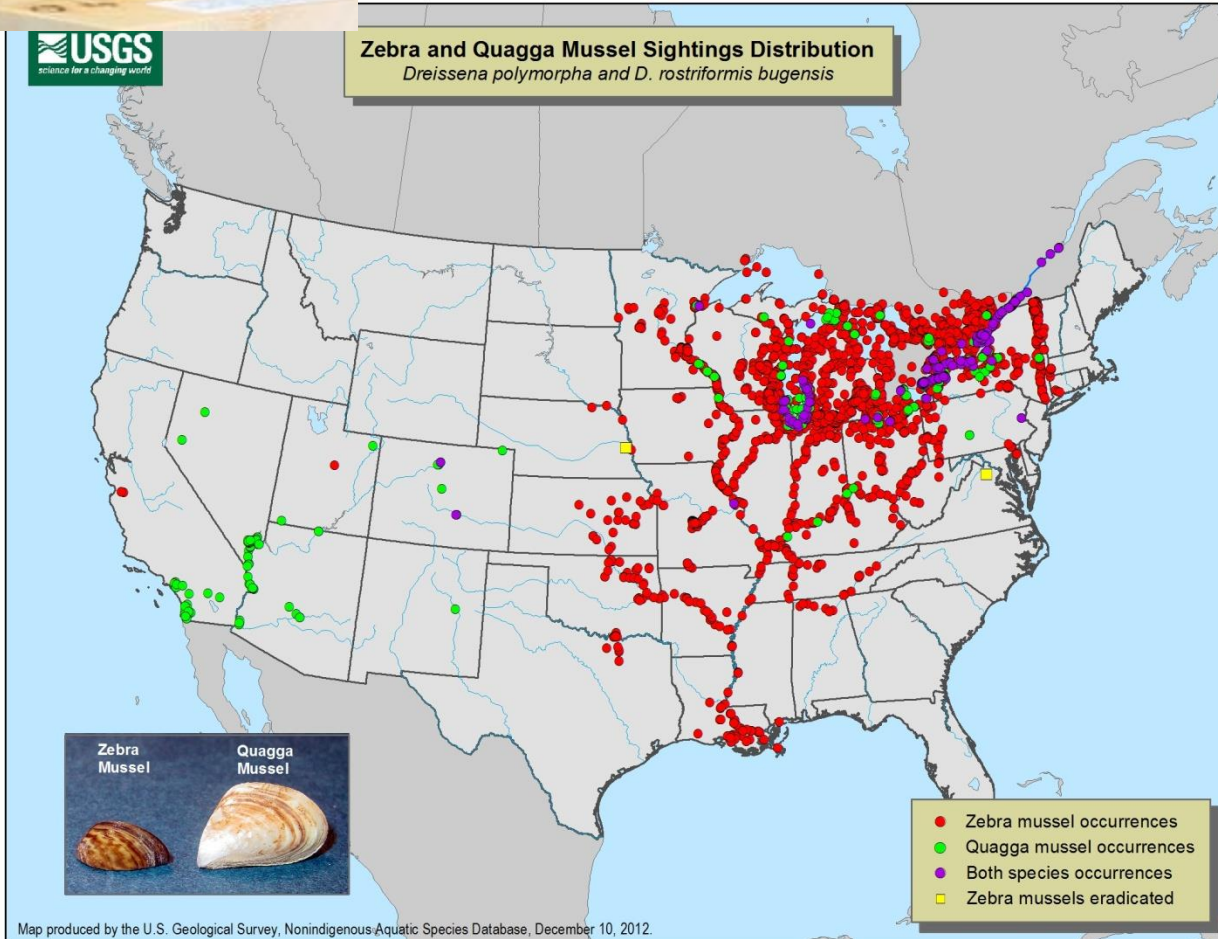 USGS
science for a changing world
Zebra and Quagga Mussel Sightings Distribution
Dreissena polymorpha and D. rostriformis bugensis
Zebra
Mussel
Quagga
Mussel
Zebra mussel occurrences
Quagga mussel occurrences
Both species occurrences
Zebra mussels eradicated
Map produced by the U.S. Geological Survey, Nonindigenous Aquatic Species Database, December 10, 2012.